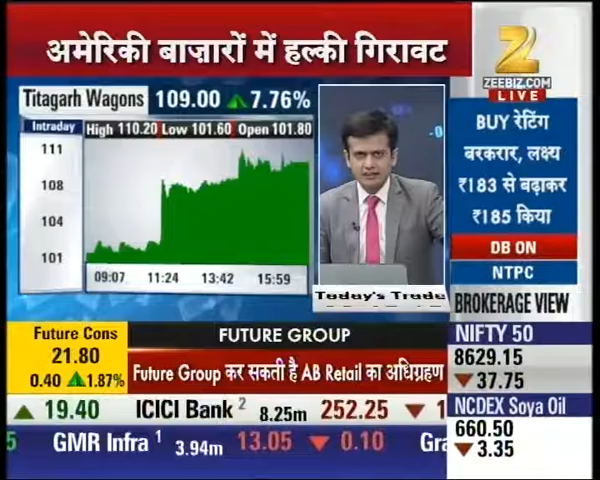 अमेरिकी बाज़ारों में हल्की गिरावट
Z
ZEEBIZ.COM
LIVE
Titagarh Wagons 109.00 7.76%
Intraday High 110.20 Low 101.60 Open 101.80
111
108
104
101
09:07 11:24 13:42 15:59
-0
Today's Trade
BUY रेटिंग
बरकरार, लक्ष्य
₹183 से बढ़ाकर
₹185 किया
DB ON
NTPC
BROKERAGE VIEW
Future Cons
21.80
0.40 1.87%
FUTURE GROUP
Future Group कर सकती है AB Retail का अधिग्रहण
NIFTY 50
8629.15
37.75
NCDEX Soya Oil
660.50
3.35
19.40 ICICI Bank 2 8.25m 252.25 1
5 GMR Infra 1 3.94m 13.05 0.10 Gra